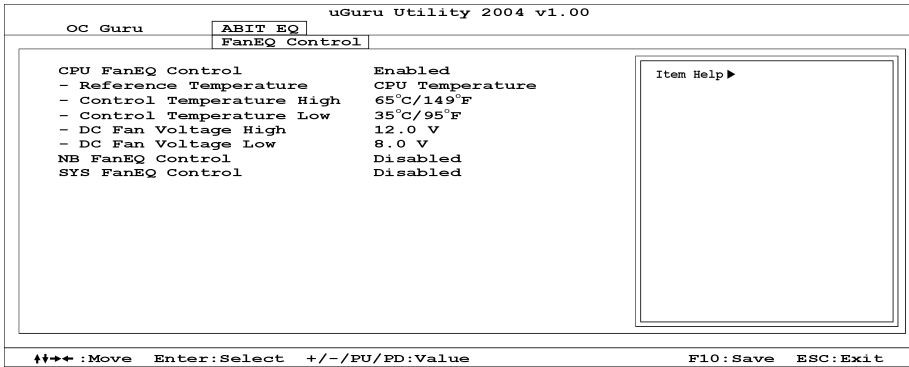 uGuru Utility 2004 v1.00
OC Guru ABIT EQ
FanEQ Control
CPU FanEQ Control Enabled
- Reference Temperature CPU Temperature
- Control Temperature High 65°C/149°F
- Control Temperature Low 35°C/95°F
- DC Fan Voltage High 12.0 V
- DC Fan Voltage Low 8.0 V
NB FanEQ Control Disabled
SYS FanEQ Control Disabled
Item Help▶
↑↓→←:Move Enter:Select +/-/PU/PD:Value F10:Save ESC:Exit